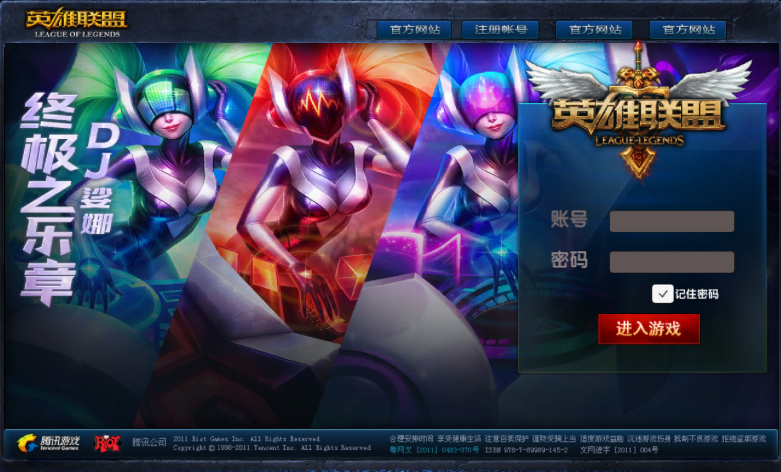 英雄联盟
LEAGUE OF LEGENDS
官方网站
注册帐号
官方网站
官方网站
终极之乐章
DJ娑娜
英雄联盟
LEAGUE of LEGENDS
账号
密码
记住密码
进入游戏
腾讯游戏
Tencent Games
RIOT
腾讯公司
2011 Riot Games Inc. All Rights Reserved
Copyright © 1998-2011 Tencent Inc. All Rights Reserved
合理安排时间 享受健康生活 注意自我保护 谨防受骗上当 适度游戏益脑 沉迷游戏伤身 抵制不良游戏 拒绝盗版游戏
粤网文[2011]0483-070号 ISBN 978-7-89989-145-2 文网进字[2011]004号